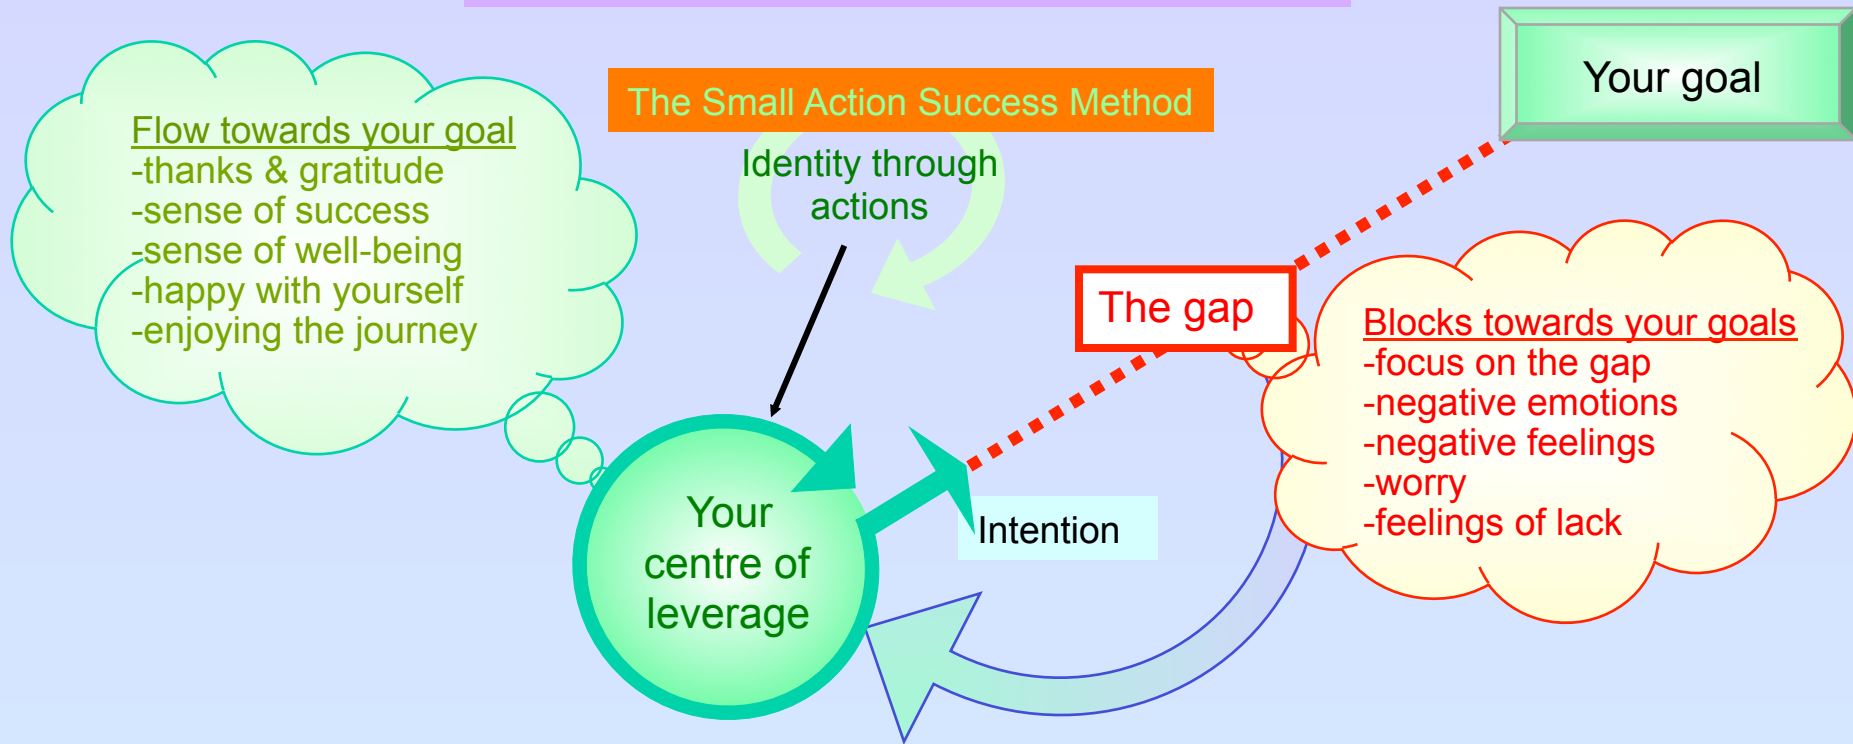 Your goal
The Small Action Success Method
Flow towards your goal
-thanks & gratitude
-sense of success
-sense of well-being
-happy with yourself
-enjoying the journey
Identity through
actions
The gap
Blocks towards your goals
-focus on the gap
-negative emotions
-negative feelings
-worry
-feelings of lack
Your
centre of
leverage
Intention